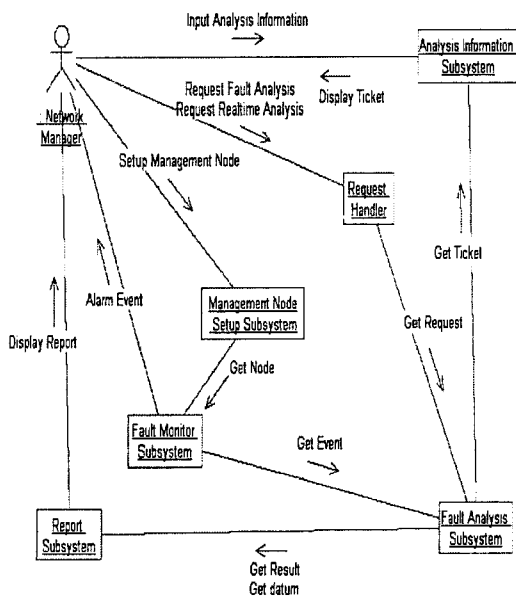 Input Analysis Information
Analysis Information
Subsystem
Display Ticket
Request Fault Analysis
Request Realtime Analysis
Network
Manager
Setup Management Node
Request
Handler
Get Ticket
Alarm Event
Management Node
Setup Subsystem
Get Request
Display Report
Get Node
Fault Monitor
Subsystem
Get Event
Report
Subsystem
Fault Analysis
Subsystem
Get Result
Get datum